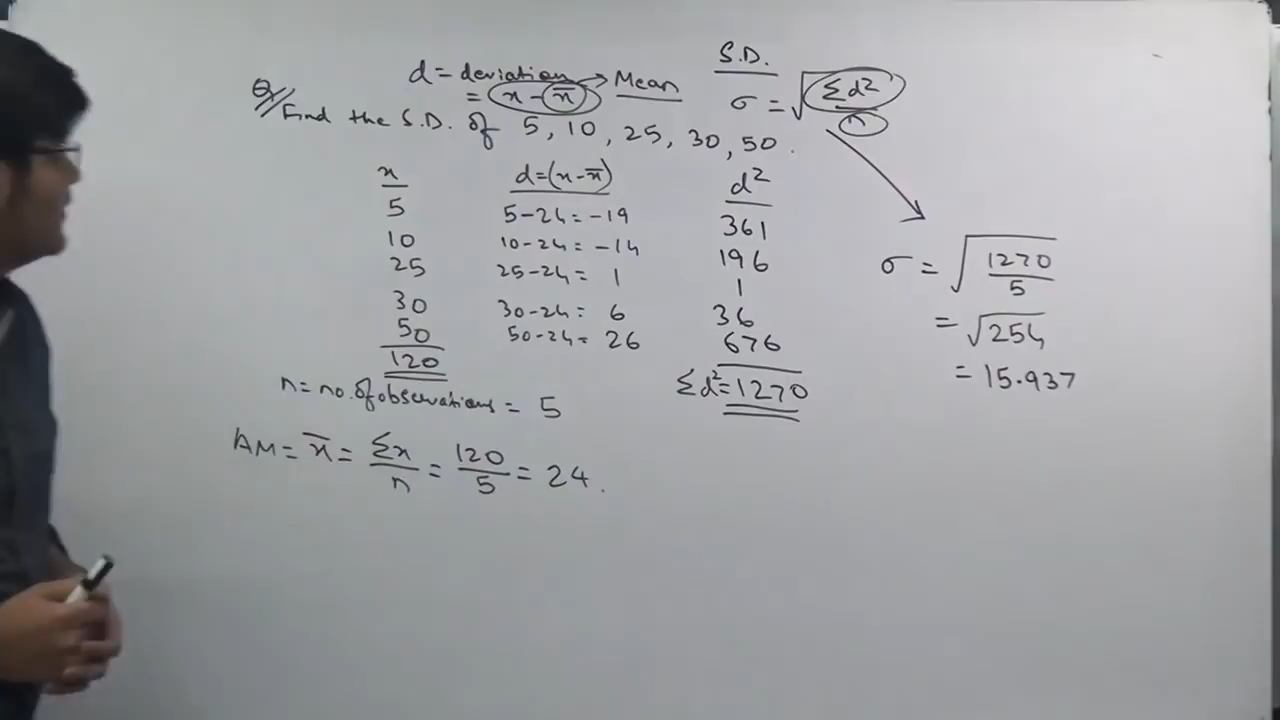 S.D.
d = deviation → Mean
= x - x̄
σ = √(Σd²/n)
Q/ Find the S.D. of 5, 10, 25, 30, 50.
x d=(x-x̄) d²
5 5-24=-19 361
10 10-24=-14 196
25 25-24= 1 1
30 30-24= 6 36
50 50-24= 26 676
120 Σd²=1270
n= no. of observations = 5
AM= x̄ = Σx/n = 120/5 = 24.
σ = √(1270/5)
= √254
= 15.937